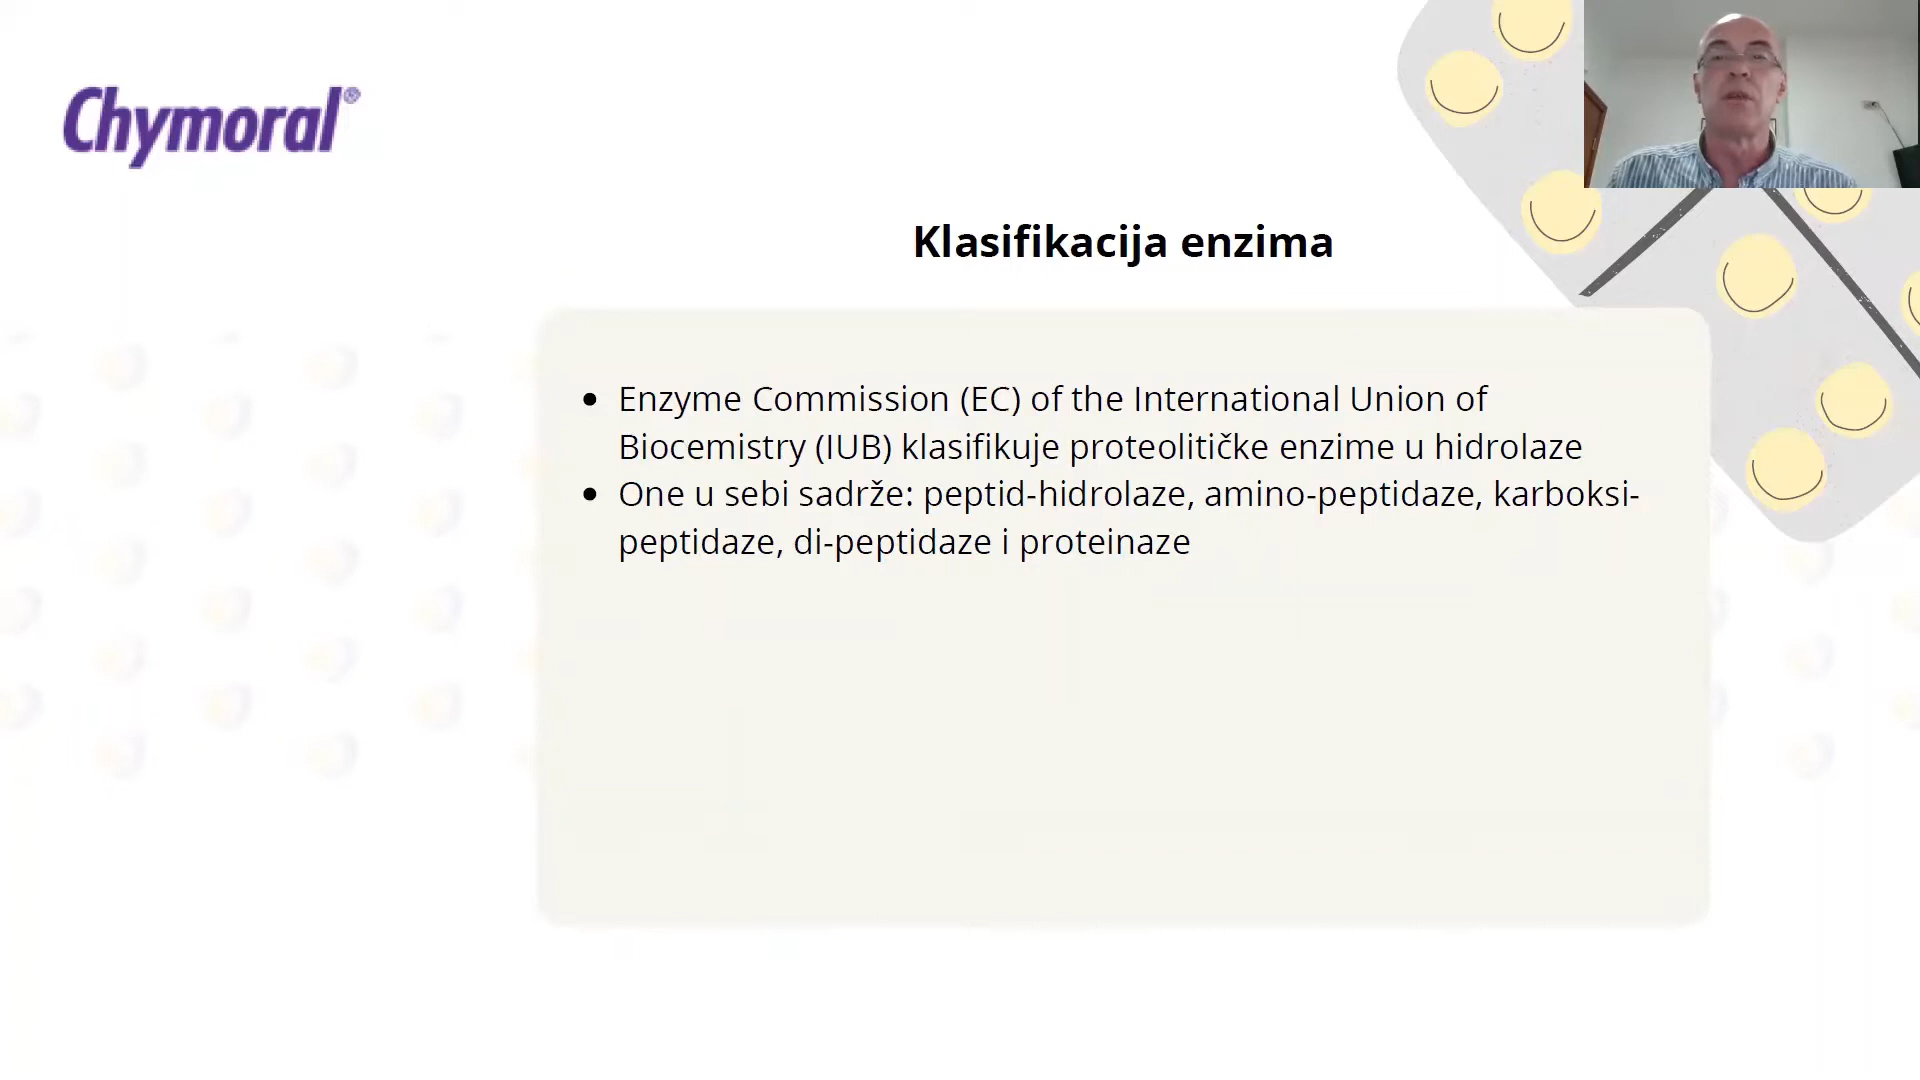 Chymoral®
Klasifikacija enzima
• Enzyme Commission (EC) of the International Union of
Biocemistry (IUB) klasifikuje proteolitičke enzime u hidrolaze
• One u sebi sadrže: peptid-hidrolaze, amino-peptidaze, karboksi-
peptidaze, di-peptidaze i proteinaze